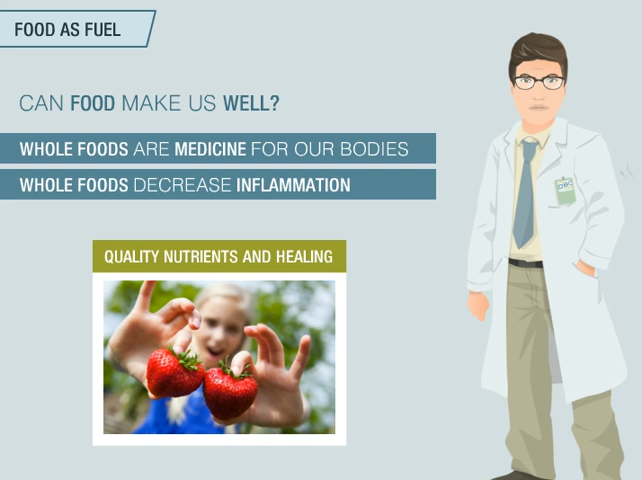 FOOD AS FUEL
CAN FOOD MAKE US WELL?
WHOLE FOODS ARE MEDICINE FOR OUR BODIES
WHOLE FOODS DECREASE INFLAMMATION
QUALITY NUTRIENTS AND HEALING